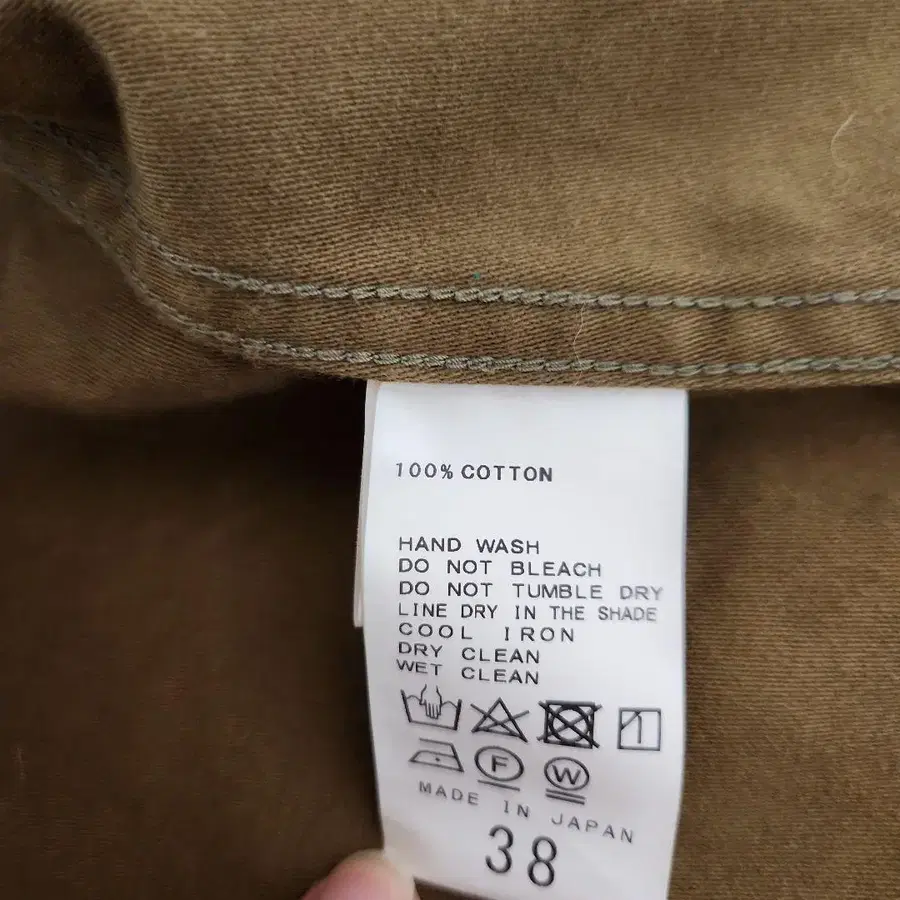 100% COTTON
HAND WASH
DO NOT BLEACH
DO NOT TUMBLE DRY
LINE DRY IN THE SHADE
COOL IRON
DRY CLEAN
WET CLEAN
F W
MADE IN JAPAN
38